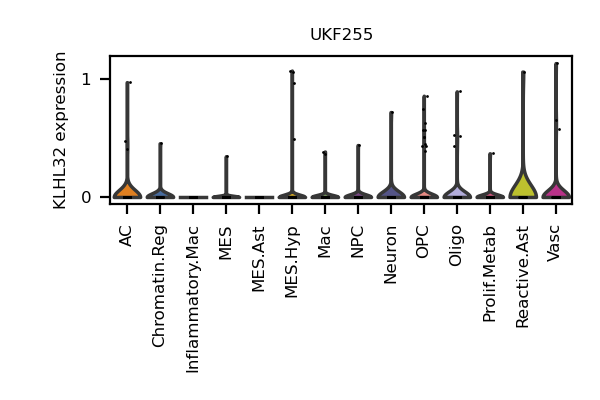 UKF255
KLHL32 expression
1
0
AC
Chromatin.Reg
Inflammatory.Mac
MES
MES.Ast
MES.Hyp
Mac
NPC
Neuron
OPC
Oligo
Prolif.Metab
Reactive.Ast
Vasc